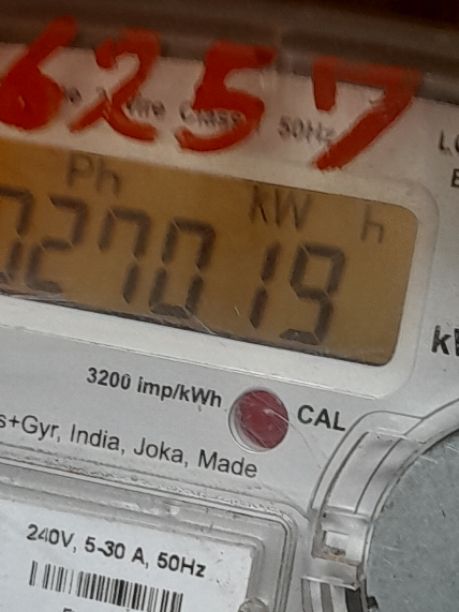 6257
Wire Class 1 50Hz
Ph kW h
027019
3200 imp/kWh CAL
s+Gyr, India, Joka, Made
240V, 5-30 A, 50Hz